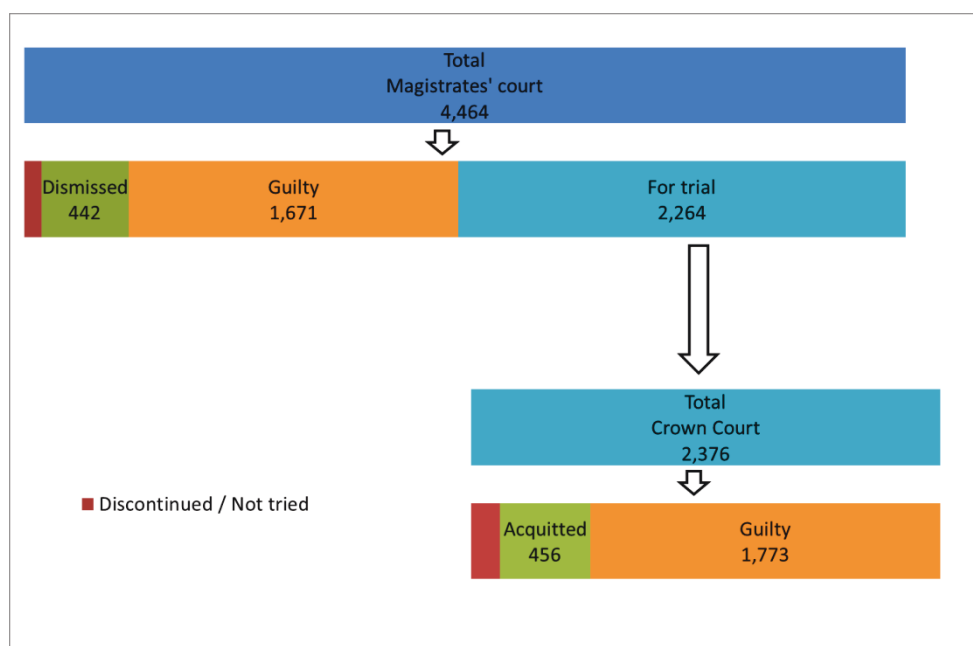 Total
Magistrates' court
4,464
Dismissed
442
Guilty
1,671
For trial
2,264
Total
Crown Court
2,376
Discontinued / Not tried
Acquitted
456
Guilty
1,773